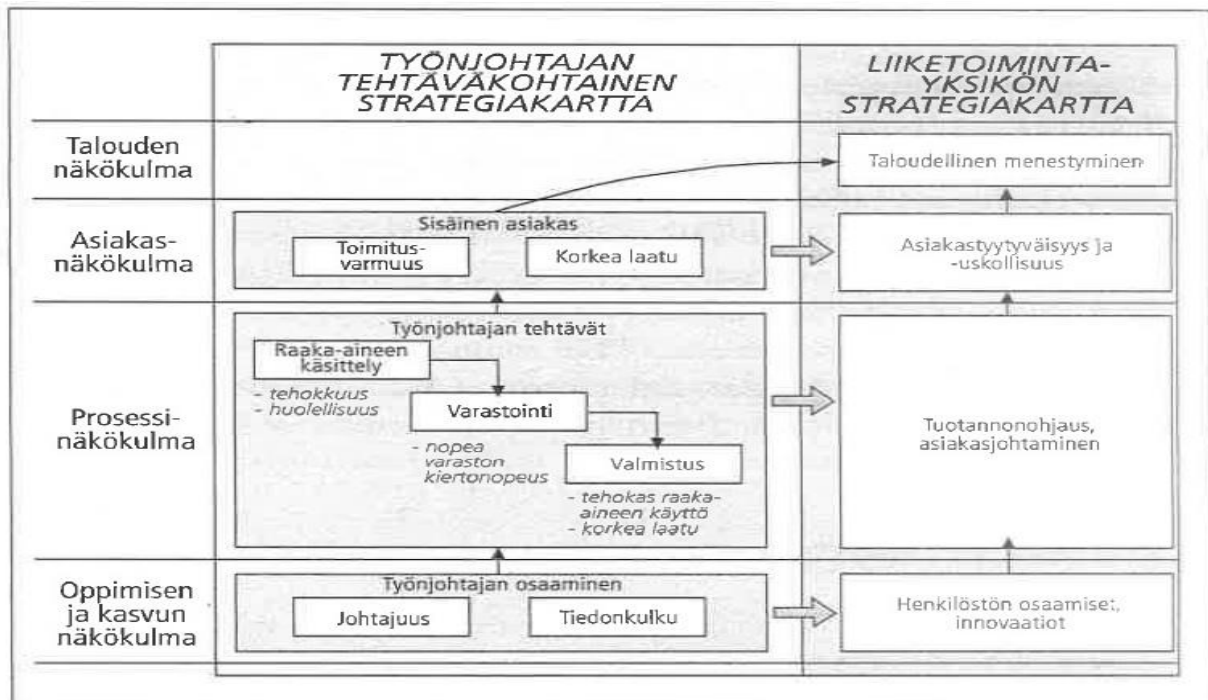 TYÖNJOHTAJAN
TEHTÄVÄKOHTAINEN
STRATEGIAKARTTA
LIIKETOIMINTA-
YKSIKÖN
STRATEGIAKARTTA
Talouden
näkökulma
Taloudellinen menestyminen
Asiakas-
näkökulma
Sisäinen asiakas
Toimitus-
varmuus
Korkea laatu
Asiakastyytyväisyys ja
-uskollisuus
Prosessi-
näkökulma
Työnjohtajan tehtävät
Raaka-aineen
käsittely
- tehokkuus
- huolellisuus
Varastointi
- nopea
varaston
kiertonopeus
Valmistus
- tehokas raaka-
aineen käyttö
- korkea laatu
Tuotannonohjaus,
asiakasjohtaminen
Oppimisen
ja kasvun
näkökulma
Työnjohtajan osaaminen
Johtajuus
Tiedonkulku
Henkilöstön osaamiset,
innovaatiot